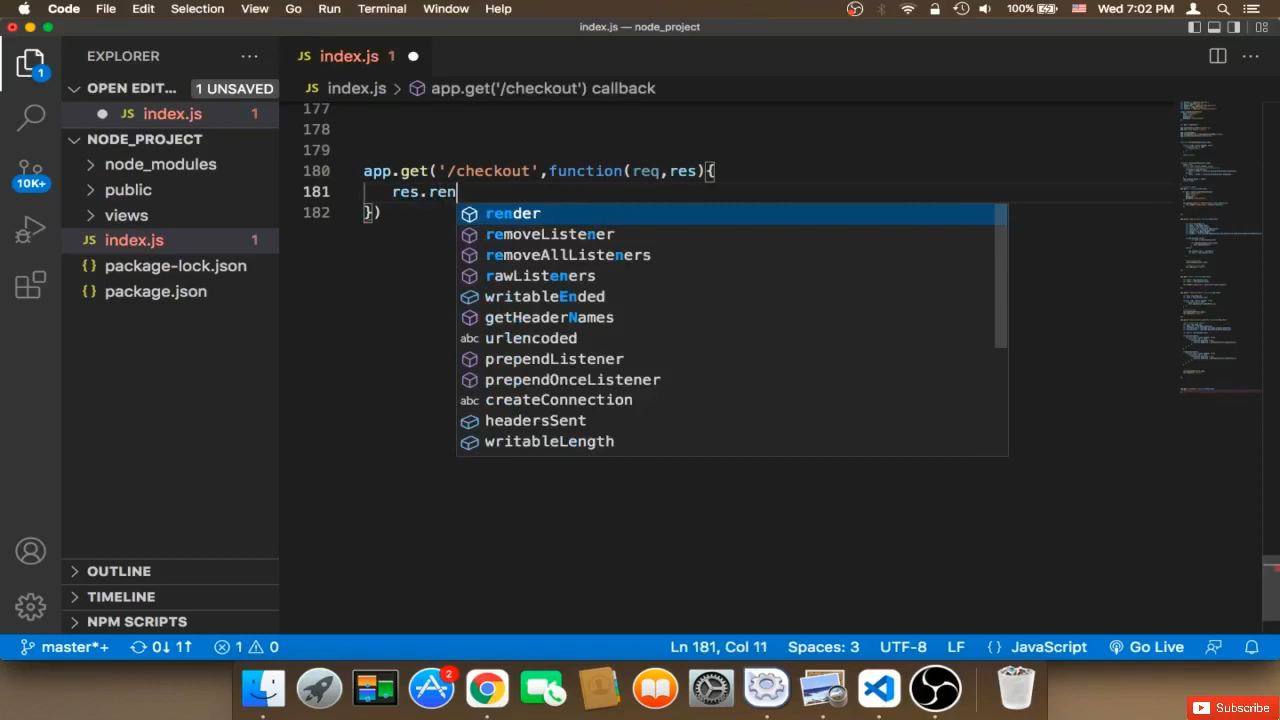 Code File Edit Selection View Go Run Terminal Window Help 100% Wed 7:02 PM
index.js — node_project
EXPLORER
JS index.js 1
1
OPEN EDIT... 1 UNSAVED
JS index.js > app.get('/checkout') callback
JS index.js 1
177
NODE_PROJECT
178
node_modules
179
10K+
180 app.get('/checkout',function(req,res){
public
181 res.ren
views
182 })
render
JS index.js 1
removeListener
package-lock.json
removeAllListeners
package.json
rawListeners
writableEnded
getHeaderNames
abc urlencoded
prependListener
prependOnceListener
abc createConnection
headersSent
writableLength
OUTLINE
TIMELINE
NPM SCRIPTS
master*+ 0↓ 1↑ 1 0 Ln 181, Col 11 Spaces: 3 UTF-8 LF {} JavaScript Go Live
2
Subscribe